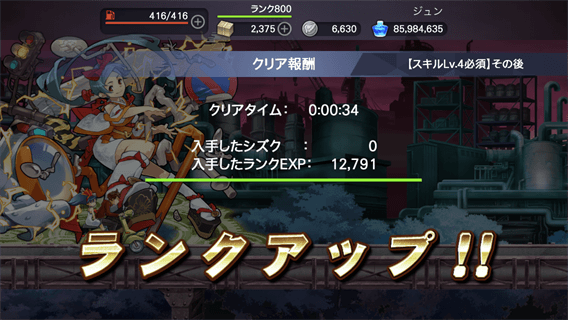 ランク800
416/416
2,375
6,630
ジュン
85,984,635
クリア報酬
【スキルLv.4必須】その後
クリアタイム: 0:00:34
入手したシズク : 0
入手したランクEXP: 12,791
ランクアップ!!